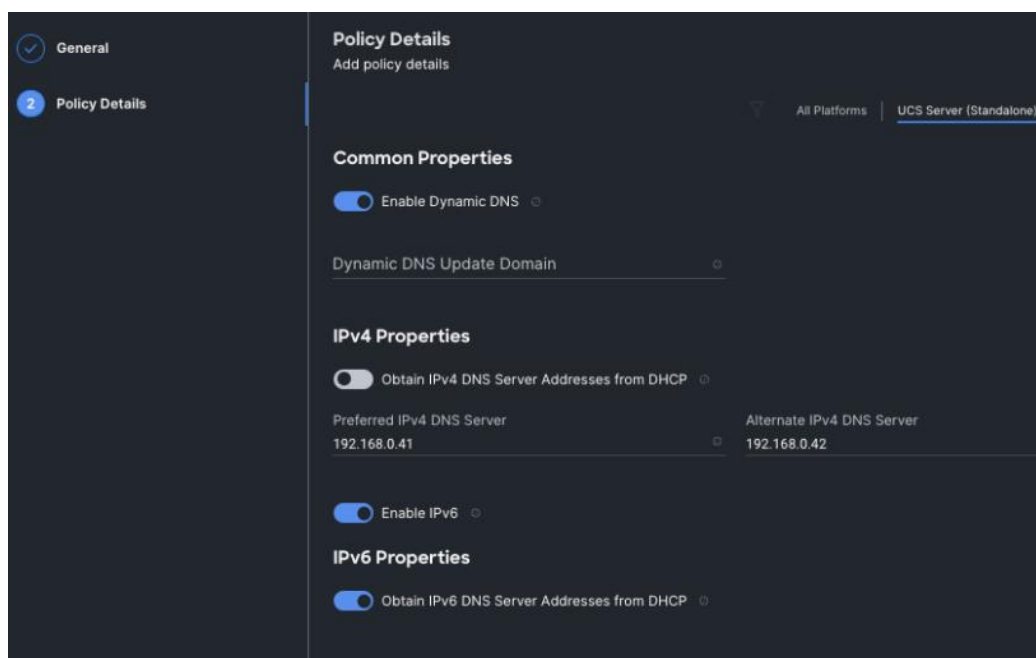 General
2 Policy Details
Policy Details
Add policy details
All Platforms UCS Server (Standalone)
Common Properties
Enable Dynamic DNS
Dynamic DNS Update Domain
IPv4 Properties
Obtain IPv4 DNS Server Addresses from DHCP
Preferred IPv4 DNS Server Alternate IPv4 DNS Server
192.168.0.41 192.168.0.42
Enable IPv6
IPv6 Properties
Obtain IPv6 DNS Server Addresses from DHCP